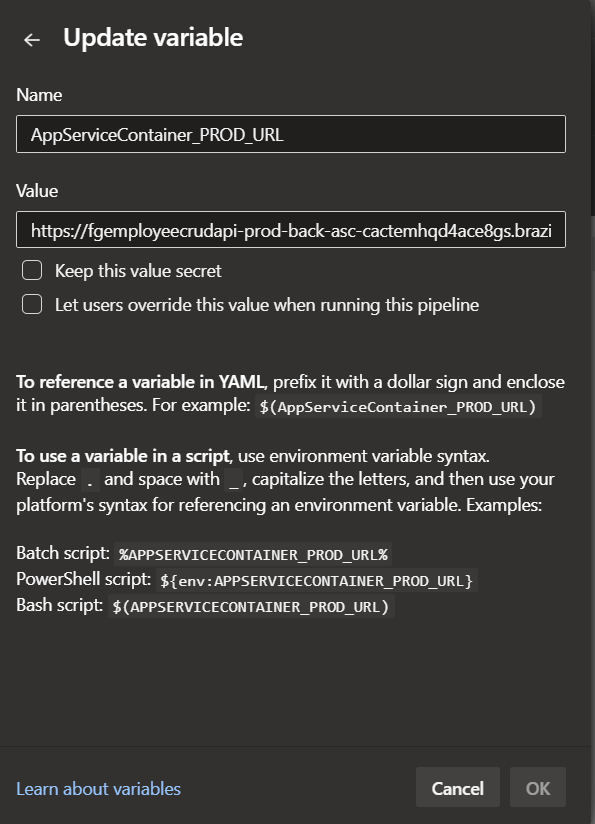 ← Update variable
Name
AppServiceContainer_PROD_URL
Value
https://fgemployeecrudapi-prod-back-asc-cactemhqd4ace8gs.brazi
Keep this value secret
Let users override this value when running this pipeline
To reference a variable in YAML, prefix it with a dollar sign and enclose
it in parentheses. For example: $(AppServiceContainer_PROD_URL)
To use a variable in a script, use environment variable syntax.
Replace . and space with _, capitalize the letters, and then use your
platform's syntax for referencing an environment variable. Examples:
Batch script: %APPSERVICECONTAINER_PROD_URL%
PowerShell script: ${env:APPSERVICECONTAINER_PROD_URL}
Bash script: $(APPSERVICECONTAINER_PROD_URL)
Learn about variables Cancel OK